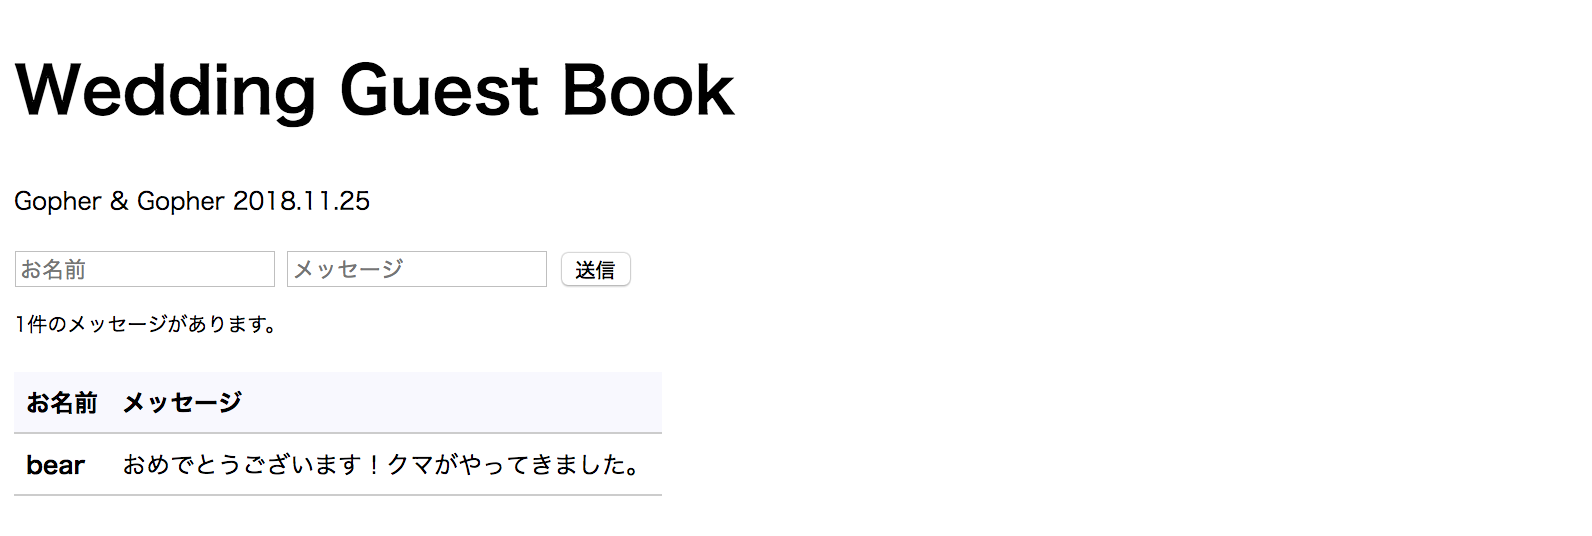 Wedding Guest Book
Gopher & Gopher 2018.11.25
お名前 メッセージ 送信
1件のメッセージがあります。
お名前 メッセージ
bear おめでとうございます！クマがやってきました。